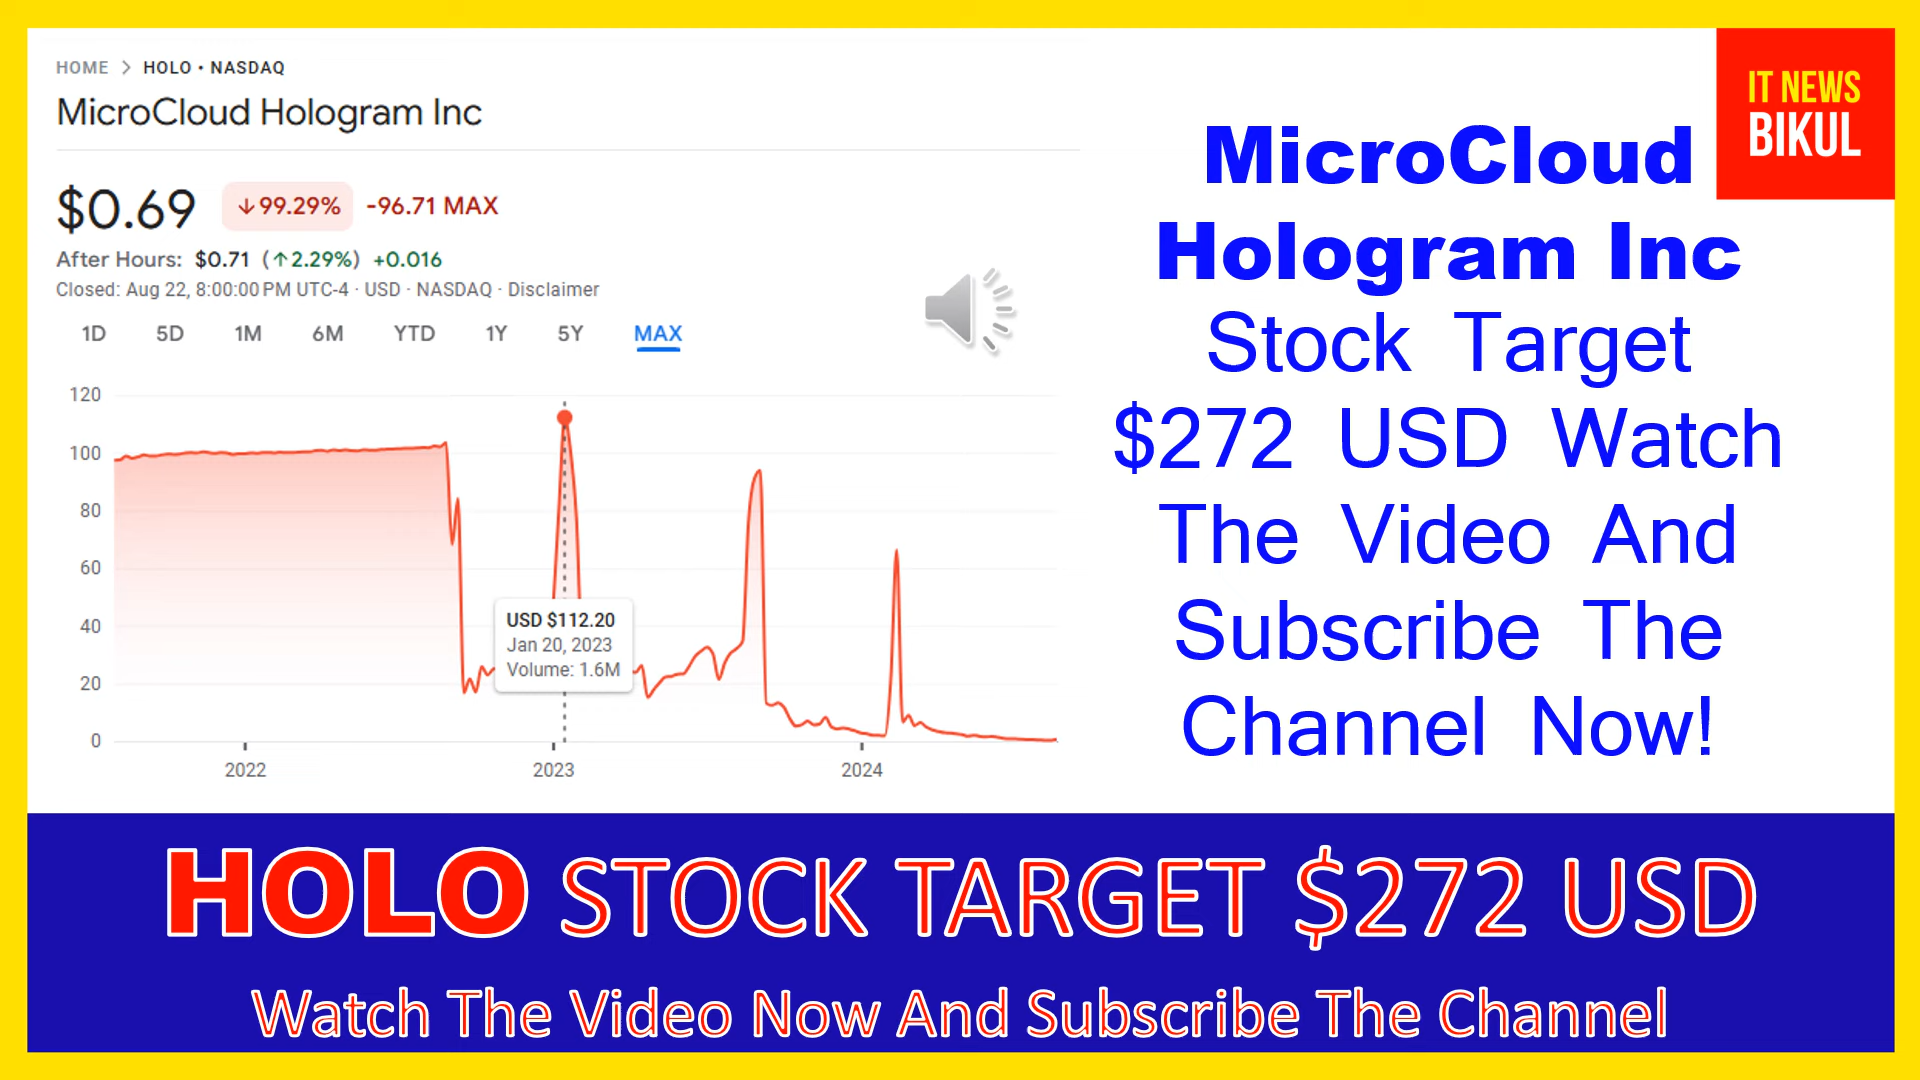 HOME > HOLO • NASDAQ
MicroCloud Hologram Inc
$0.69 ↓99.29% -96.71 MAX
After Hours: $0.71 (↑2.29%) +0.016
Closed: Aug 22, 8:00:00 PM UTC-4 · USD · NASDAQ · Disclaimer
1D 5D 1M 6M YTD 1Y 5Y MAX
120
100
80
60
40
20
0
USD $112.20
Jan 20, 2023
Volume: 1.6M
2022 2023 2024
IT NEWS
BIKUL
MicroCloud
Hologram Inc
Stock Target
$272 USD Watch
The Video And
Subscribe The
Channel Now!
HOLO STOCK TARGET $272 USD
Watch The Video Now And Subscribe The Channel